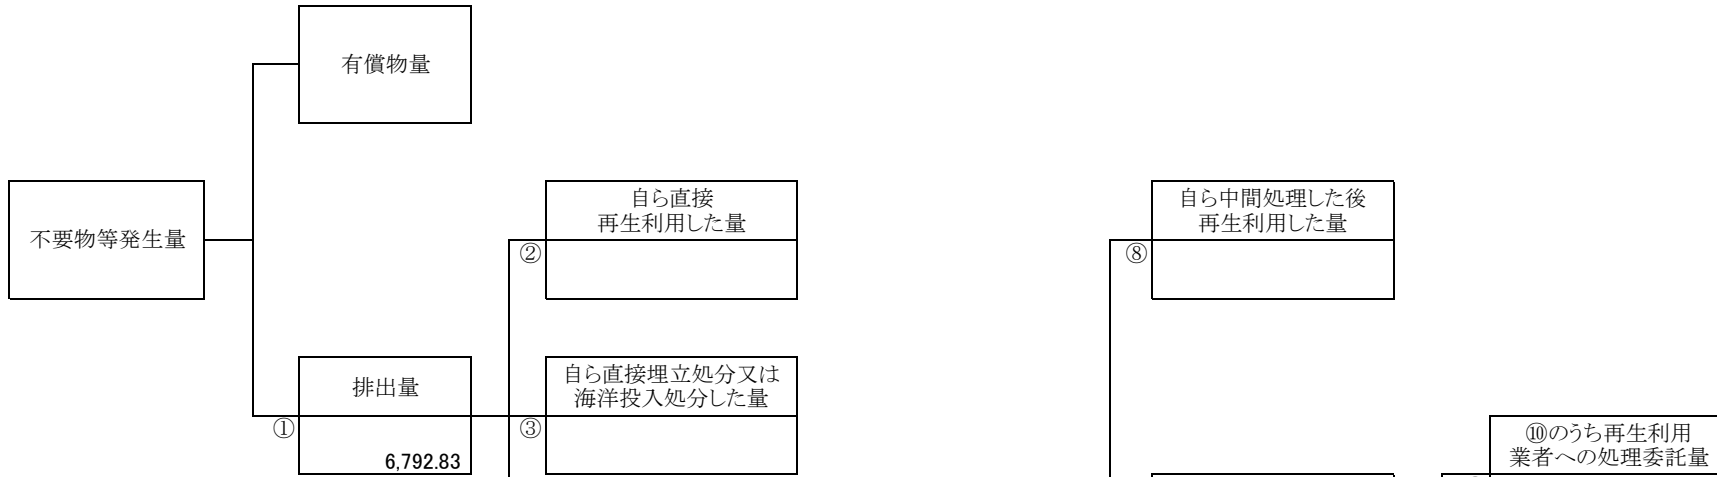 有償物量
不要物等発生量
自ら直接
再生利用した量
②
自ら中間処理した後
再生利用した量
⑧
排出量
①
6,792.83
自ら直接埋立処分又は
海洋投入処分した量
③
⑩のうち再生利用
業者への処理委託量